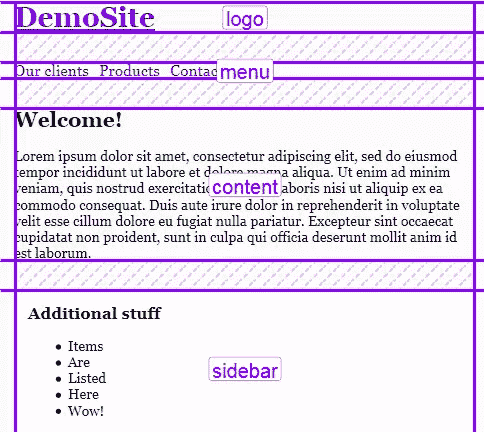 DemoSite
logo
Our clients Products Contac
menu
Welcome!
Lorem ipsum dolor sit amet, consectetur adipiscing elit, sed do eiusmod
tempor incididunt ut labore et dolore magna aliqua. Ut enim ad minim
veniam, quis nostrud exercitatio laboris nisi ut aliquip ex ea
content
commodo consequat. Duis aute irure dolor in reprehenderit in voluptate
velit esse cillum dolore eu fugiat nulla pariatur. Excepteur sint occaecat
cupidatat non proident, sunt in culpa qui officia deserunt mollit anim id
est laborum.
Additional stuff
Items
Are
Listed
Here
Wow!
sidebar